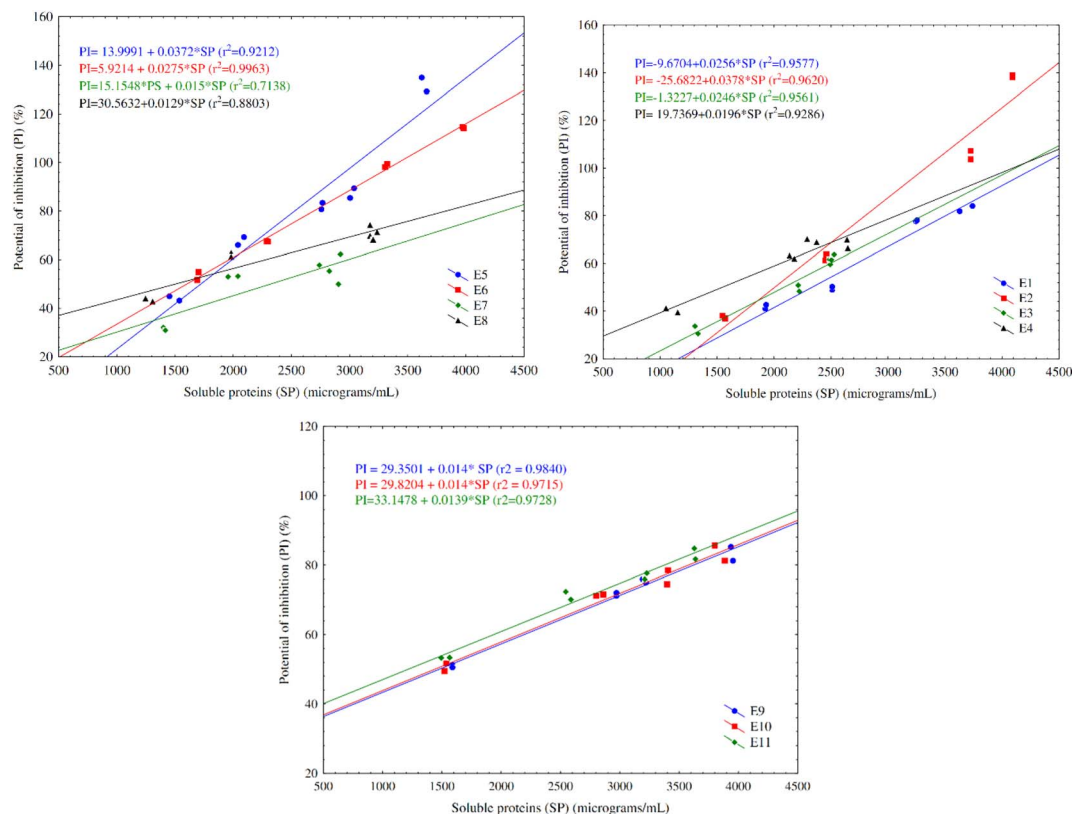 PI= 13.9991 + 0.0372*SP (r²=0.9212)
PI=5.9214 + 0.0275*SP (r²=0.9963)
PI=15.1548*PS + 0.015*SP (r²=0.7138)
PI=30.5632+0.0129*SP (r²=0.8803)
Potential of inhibition (PI) (%)
160
140
120
100
80
60
40
20
E5
E6
E7
E8
500 1000 1500 2000 2500 3000 3500 4000 4500
Soluble proteins (SP) (micrograms/mL)
PI=-9.6704+0.0256*SP (r²=0.9577)
PI= -25.6822+0.0378*SP (r²=0.9620)
PI=-1.3227+0.0246*SP (r²=0.9561)
PI= 19.7369+0.0196*SP (r²=0.9286)
Potential of inhibition (PI) (%)
160
140
120
100
80
60
40
20
E1
E2
E3
E4
500 1000 1500 2000 2500 3000 3500 4000 4500
Soluble proteins (SP) (micrograms/mL)
PI = 29.3501 + 0.014* SP (r2 = 0.9840)
PI = 29.8204 + 0.014*SP (r2 = 0.9715)
PI=33.1478 + 0.0139*SP (r2=0.9728)
Potential of inhibition (PI) (%)
120
100
80
60
40
20
E9
E10
E11
500 1000 1500 2000 2500 3000 3500 4000 4500
Soluble proteins (SP) (micrograms/mL)